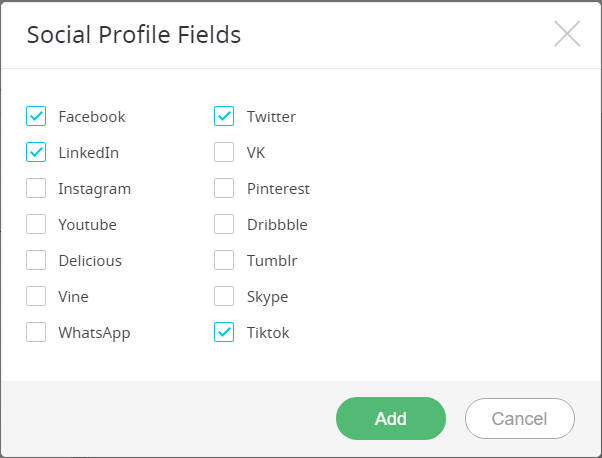 Social Profile Fields
Facebook Twitter
LinkedIn VK
Instagram Pinterest
Youtube Dribbble
Delicious Tumblr
Vine Skype
WhatsApp Tiktok
Add Cancel